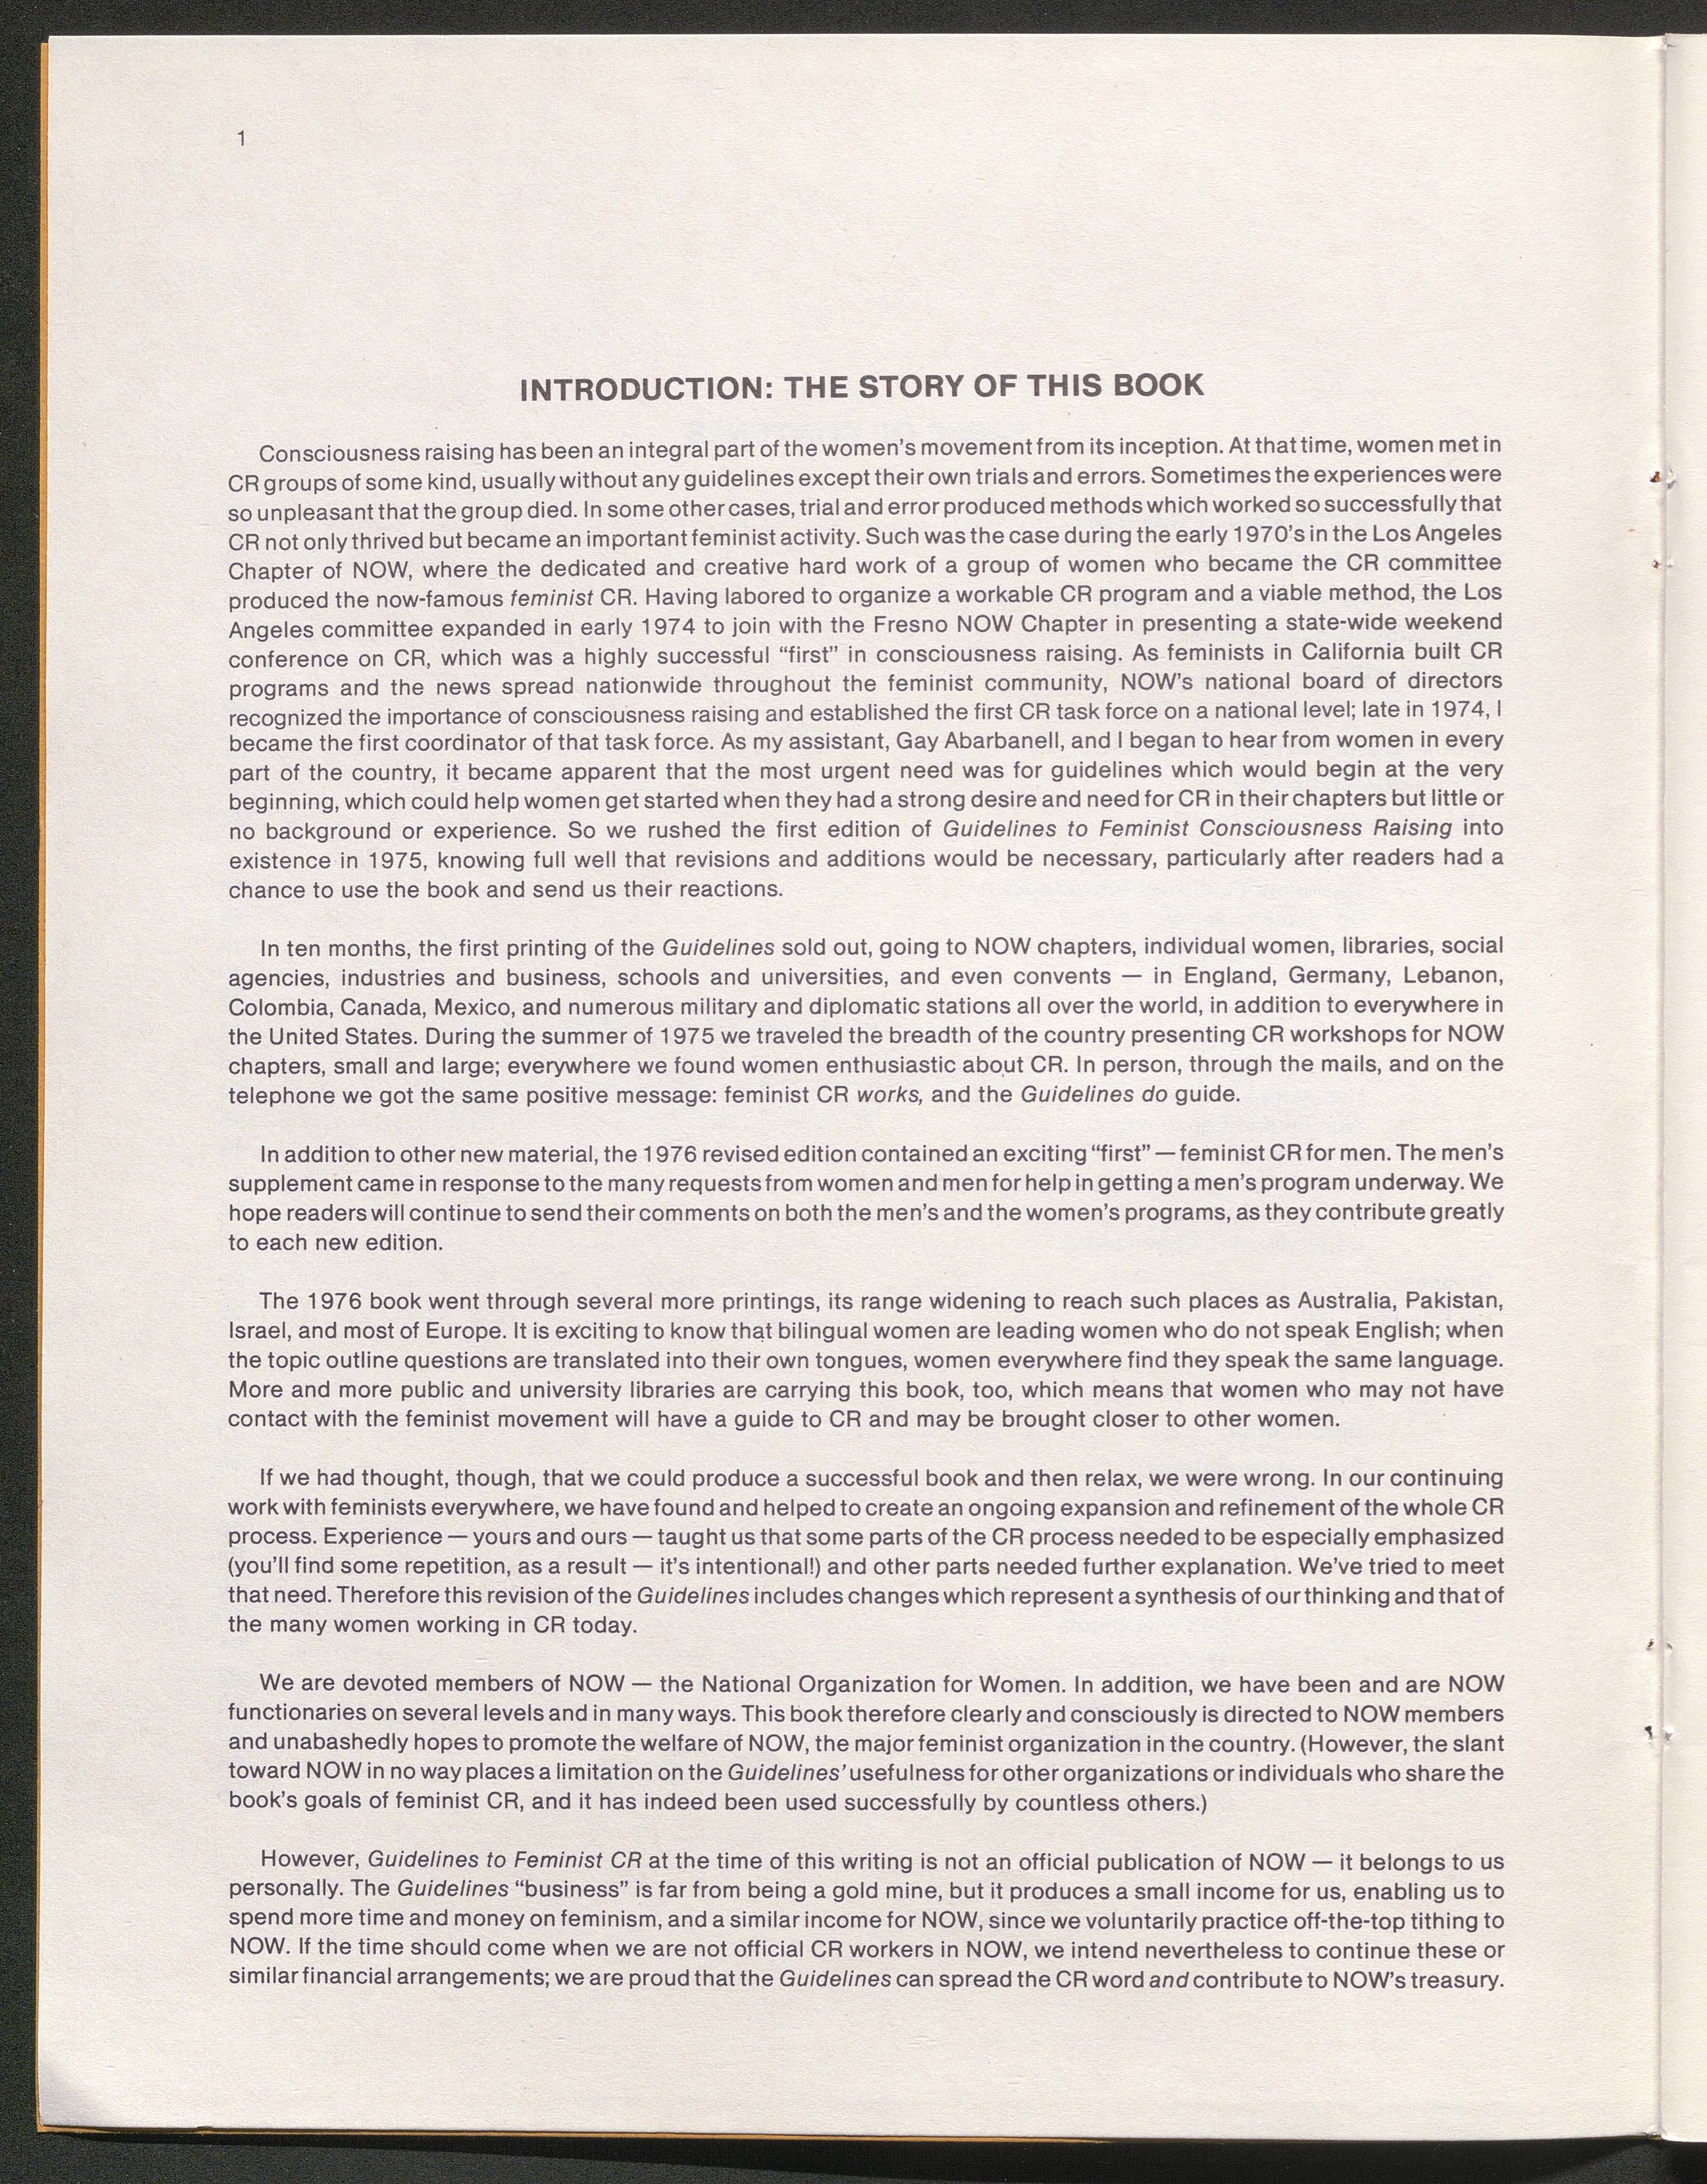 1
INTRODUCTION: THE STORY OF THIS BOOK
Consciousness raising has been an integral part of the women's movement from its inception. At that time, women met in
CR groups of some kind, usually without any guidelines except their own trials and errors. Sometimes the experiences were
so unpleasant that the group died. In some other cases, trial and error produced methods which worked so successfully that
CR not only thrived but became an important feminist activity. Such was the case during the early 1970's in the Los Angeles
Chapter of NOW, where the dedicated and creative hard work of a group of women who became the CR committee
produced the now-famous feminist CR. Having labored to organize a workable CR program and a viable method, the Los
Angeles committee expanded in early 1974 to join with the Fresno NOW Chapter in presenting a state-wide weekend
conference on CR, which was a highly successful “first” in consciousness raising. As feminists in California built CR
programs and the news spread nationwide throughout the feminist community, NOW's national board of directors
recognized the importance of consciousness raising and established the first CR task force on a national level; late in 1974, I
became the first coordinator of that task force. As my assistant, Gay Abarbanell, and I began to hear from women in every
part of the country, it became apparent that the most urgent need was for guidelines which would begin at the very
beginning, which could help women get started when they had a strong desire and need for CR in their chapters but little or
no background or experience. So we rushed the first edition of Guidelines to Feminist Consciousness Raising into
existence in 1975, knowing full well that revisions and additions would be necessary, particularly after readers had a
chance to use the book and send us their reactions.
In ten months, the first printing of the Guidelines sold out, going to NOW chapters, individual women, libraries, social
agencies, industries and business, schools and universities, and even convents — in England, Germany, Lebanon,
Colombia, Canada, Mexico, and numerous military and diplomatic stations all over the world, in addition to everywhere in
the United States. During the summer of 1975 we traveled the breadth of the country presenting CR workshops for NOW
chapters, small and large; everywhere we found women enthusiastic about CR. In person, through the mails, and on the
telephone we got the same positive message: feminist CR works, and the Guidelines do guide.
In addition to other new material, the 1976 revised edition contained an exciting “first” — feminist CR for men. The men's
supplement came in response to the many requests from women and men for help in getting a men's program underway. We
hope readers will continue to send their comments on both the men's and the women's programs, as they contribute greatly
to each new edition.
The 1976 book went through several more printings, its range widening to reach such places as Australia, Pakistan,
Israel, and most of Europe. It is exciting to know that bilingual women are leading women who do not speak English; when
the topic outline questions are translated into their own tongues, women everywhere find they speak the same language.
More and more public and university libraries are carrying this book, too, which means that women who may not have
contact with the feminist movement will have a guide to CR and may be brought closer to other women.
If we had thought, though, that we could produce a successful book and then relax, we were wrong. In our continuing
work with feminists everywhere, we have found and helped to create an ongoing expansion and refinement of the whole CR
process. Experience — yours and ours — taught us that some parts of the CR process needed to be especially emphasized
(you'll find some repetition, as a result — it's intentional!) and other parts needed further explanation. We've tried to meet
that need. Therefore this revision of the Guidelines includes changes which represent a synthesis of our thinking and that of
the many women working in CR today.
We are devoted members of NOW — the National Organization for Women. In addition, we have been and are NOW
functionaries on several levels and in many ways. This book therefore clearly and consciously is directed to NOW members
and unabashedly hopes to promote the welfare of NOW, the major feminist organization in the country. (However, the slant
toward NOW in no way places a limitation on the Guidelines' usefulness for other organizations or individuals who share the
book's goals of feminist CR, and it has indeed been used successfully by countless others.)
However, Guidelines to Feminist CR at the time of this writing is not an official publication of NOW — it belongs to us
personally. The Guidelines “business” is far from being a gold mine, but it produces a small income for us, enabling us to
spend more time and money on feminism, and a similar income for NOW, since we voluntarily practice off-the-top tithing to
NOW. If the time should come when we are not official CR workers in NOW, we intend nevertheless to continue these or
similar financial arrangements; we are proud that the Guidelines can spread the CR word and contribute to NOW's treasury.